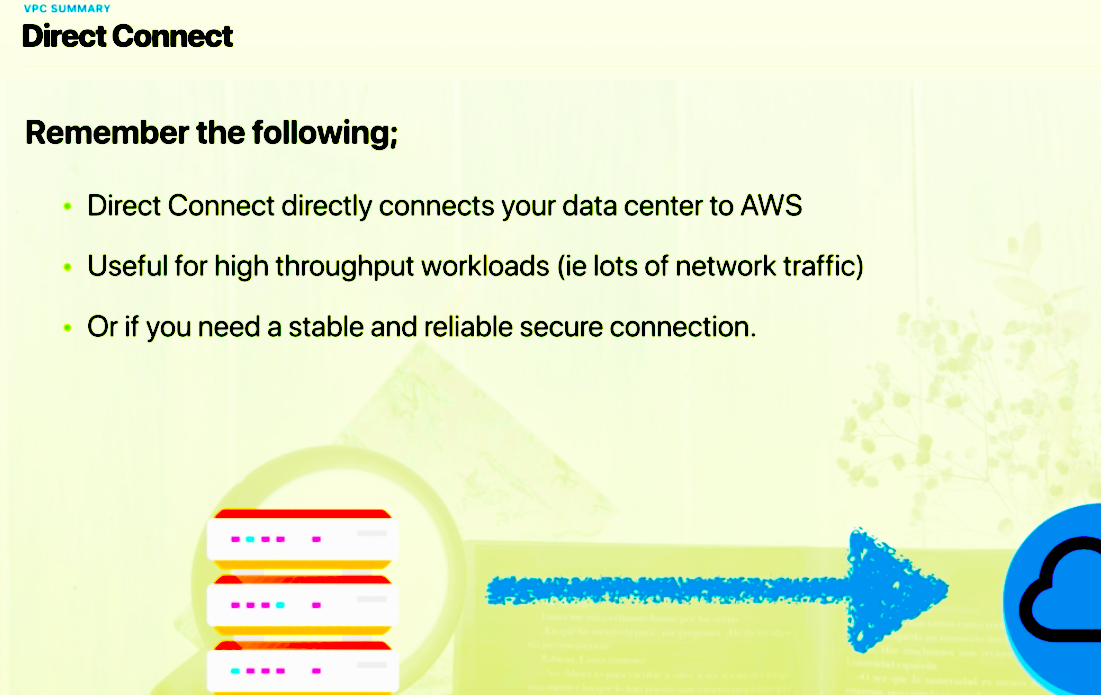 VPC SUMMARY
Direct Connect
Remember the following;
• Direct Connect directly connects your data center to AWS
• Useful for high throughput workloads (ie lots of network traffic)
• Or if you need a stable and reliable secure connection.